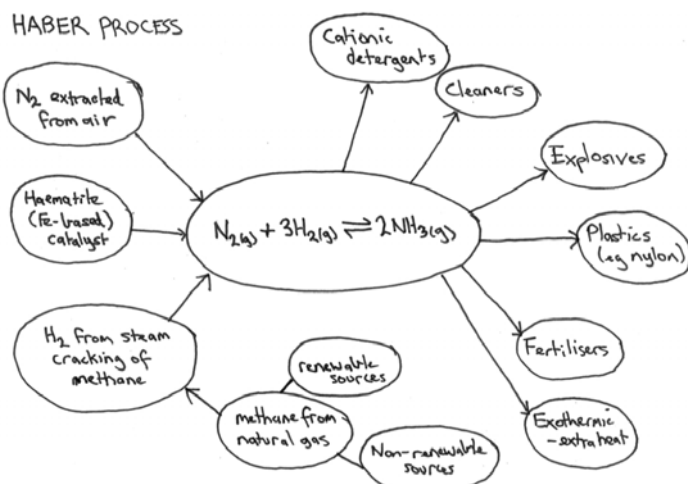 HABER PROCESS
Cationic
detergents
Cleaners
N₂ extracted
from air
Explosives
Haematite
(Fe-based)
catalyst
N₂(g) + 3H₂(g) ⇌ 2NH₃(g)
Plastics
(eg nylon)
H₂ from steam
cracking of
methane
Fertilisers
renewable
sources
methane from
natural gas
Non-renewable
sources
Exothermic
-extra heat